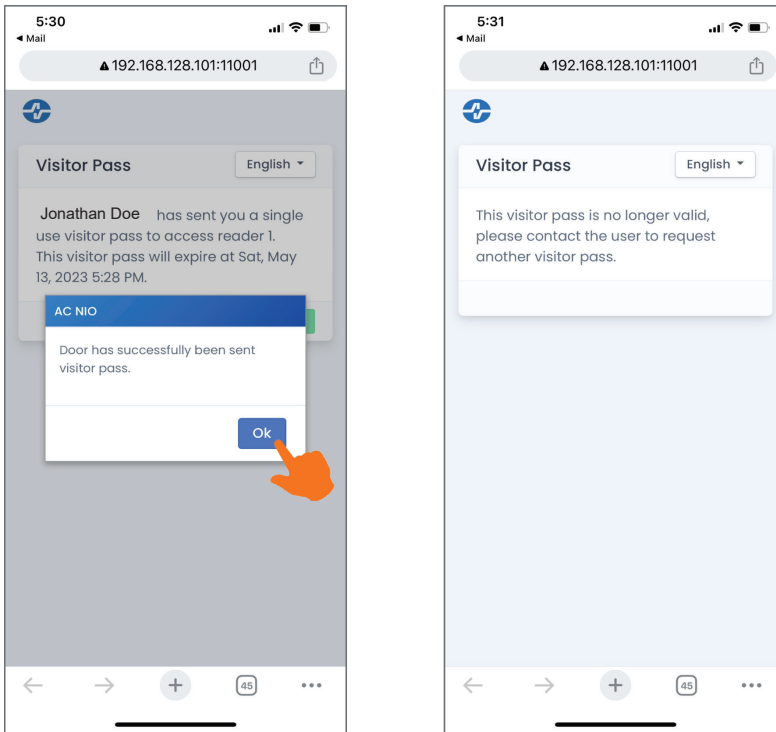 5:30
Mail
192.168.128.101:11001
Visitor Pass
English
Jonathan Doe has sent you a single
use visitor pass to access reader 1.
This visitor pass will expire at Sat, May
13, 2023 5:28 PM.
AC NIO
Door has successfully been sent
visitor pass.
Ok
45
5:31
Mail
192.168.128.101:11001
Visitor Pass
English
This visitor pass is no longer valid,
please contact the user to request
another visitor pass.
45